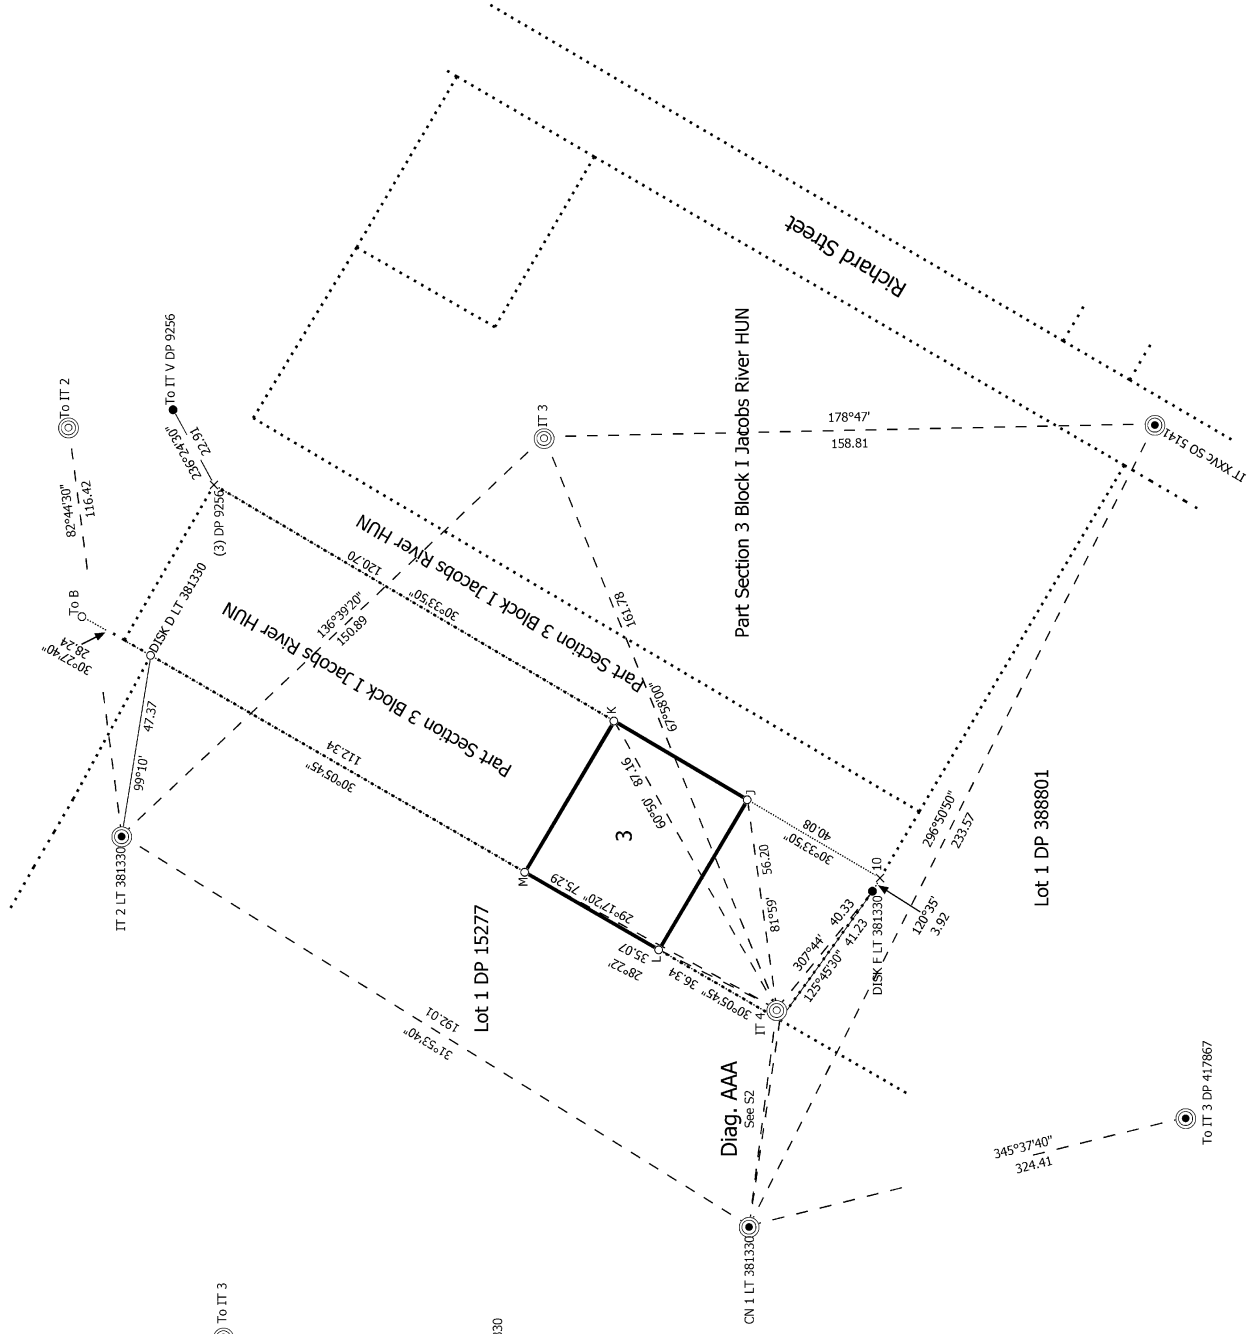 Richard Street
To IT V DP 9256
To IT 2
236°24'30"
22.91
82°44'30"
116.42
(3) DP 9256
To B
30°27'40"
28.24
DISK D LT 381330
99°10'
47.37
IT 2 LT 381330
IT 3
178°47'
158.81
IT XXVc SO 5141
Part Section 3 Block I Jacobs River HUN
Part Section 3 Block I Jacobs River HUN
Part Section 3 Block I Jacobs River HUN
120.70
30°33'50"
136°39'20"
150.89
161.78
67°58'00"
112.34
30°05'45"
K
M
J
L
3
60°50'
87.16
29°17'20"
75.29
35.07
28°22'
36.34
30°05'45"
81°59'
56.20
40.08
30°33'50"
10
307°44'
40.33
125°45'30"
41.23
DISK F LT 381330
120°35'
3.92
296°50'50"
233.57
IT 4
Lot 1 DP 15277
Lot 1 DP 388801
192.01
31°53'40"
Diag. AAA
See S2
345°37'40"
324.41
To IT 3 DP 417867
CN 1 LT 381330
To IT 3
330